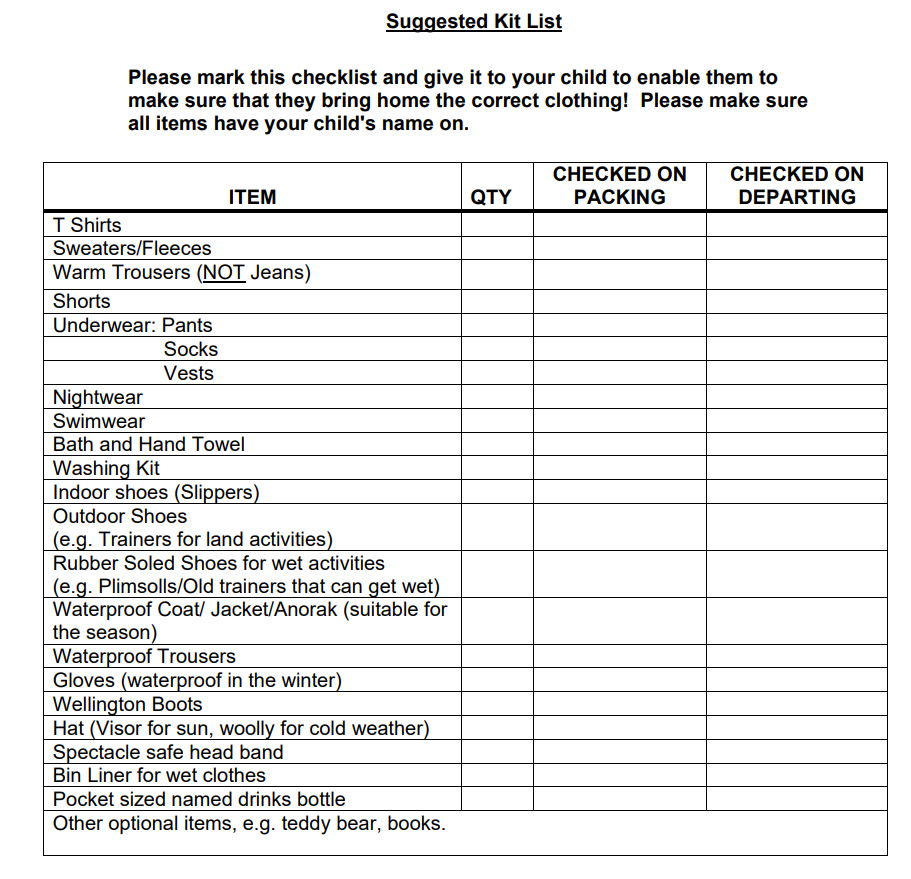 Suggested Kit List
Please mark this checklist and give it to your child to enable them to
make sure that they bring home the correct clothing!  Please make sure
all items have your child's name on.
ITEM QTY CHECKED ON PACKING CHECKED ON DEPARTING
T Shirts
Sweaters/Fleeces
Warm Trousers (NOT Jeans)
Shorts
Underwear: Pants
Socks
Vests
Nightwear
Swimwear
Bath and Hand Towel
Washing Kit
Indoor shoes (Slippers)
Outdoor Shoes
(e.g. Trainers for land activities)
Rubber Soled Shoes for wet activities
(e.g. Plimsolls/Old trainers that can get wet)
Waterproof Coat/ Jacket/Anorak (suitable for
the season)
Waterproof Trousers
Gloves (waterproof in the winter)
Wellington Boots
Hat (Visor for sun, woolly for cold weather)
Spectacle safe head band
Bin Liner for wet clothes
Pocket sized named drinks bottle
Other optional items, e.g. teddy bear, books.